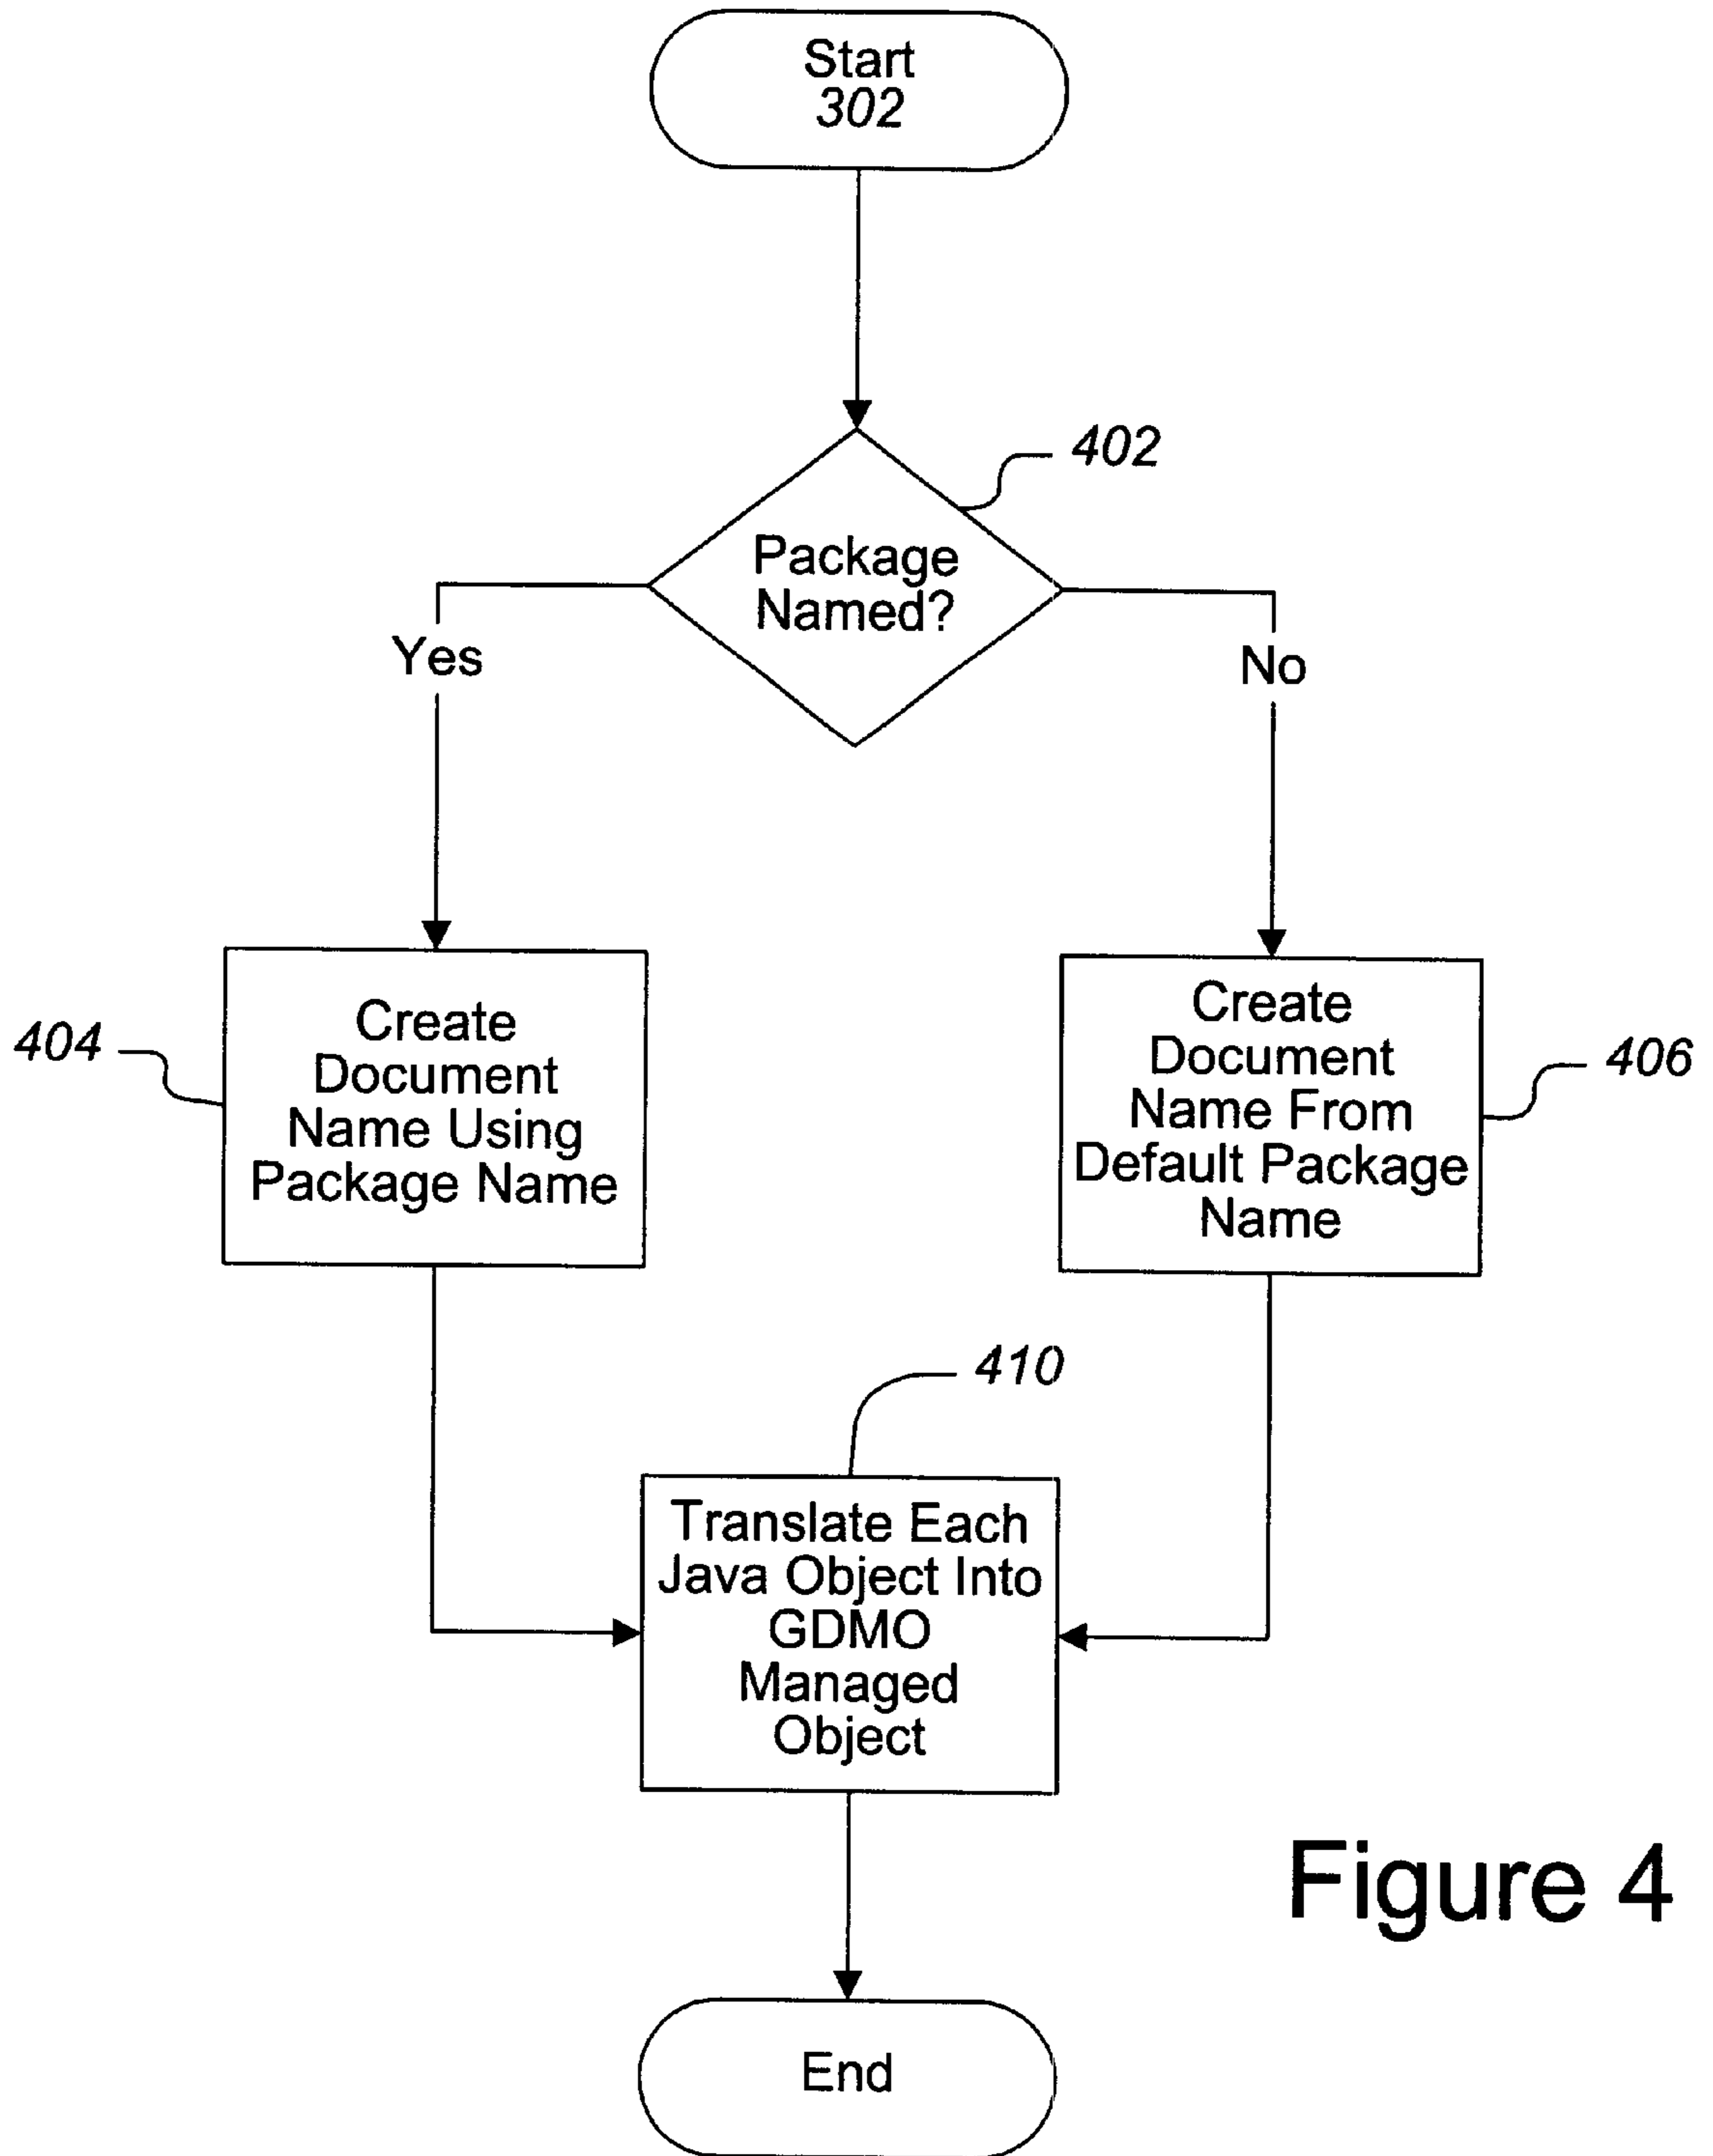 Start
302
402
Package
Named?
Yes
No
404
Create
Document
Name Using
Package Name
Create
Document
Name From
Default Package
Name
406
410
Translate Each
Java Object Into
GDMO
Managed
Object
Figure 4
End